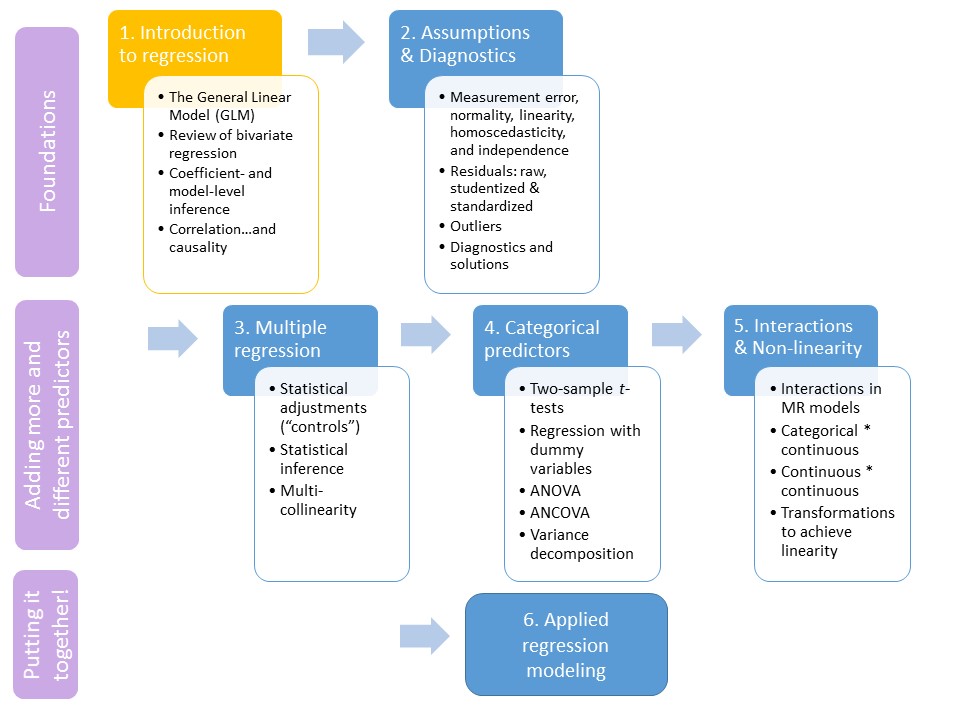 Foundations
1. Introduction
to regression
• The General Linear
Model (GLM)
• Review of bivariate
regression
• Coefficient- and
model-level
inference
• Correlation…and
causality
2. Assumptions
& Diagnostics
• Measurement error,
normality, linearity,
homoscedasticity,
and independence
• Residuals: raw,
studentized &
standardized
• Outliers
• Diagnostics and
solutions
Adding more and
different predictors
3. Multiple
regression
• Statistical
adjustments
(“controls”)
• Statistical
inference
• Multi-
collinearity
4. Categorical
predictors
• Two-sample t-
tests
• Regression with
dummy
variables
• ANOVA
• ANCOVA
• Variance
decomposition
5. Interactions
& Non-linearity
• Interactions in
MR models
• Categorical *
continuous
• Continuous *
continuous
• Transformations
to achieve
linearity
Putting it
together!
6. Applied
regression
modeling